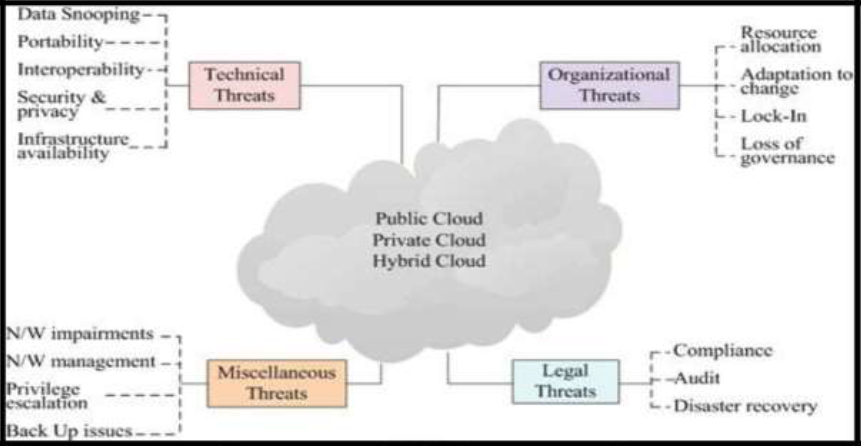 Data Snooping
Portability
Interoperability
Security &
privacy
Infrastructure
availability
Technical
Threats
Organizational
Threats
Resource
allocation
Adaptation to
change
Lock-In
Loss of
governance
Public Cloud
Private Cloud
Hybrid Cloud
N/W impairments
N/W management
Privilege
escalation
Back Up issues
Miscellaneous
Threats
Legal
Threats
Compliance
Audit
Disaster recovery